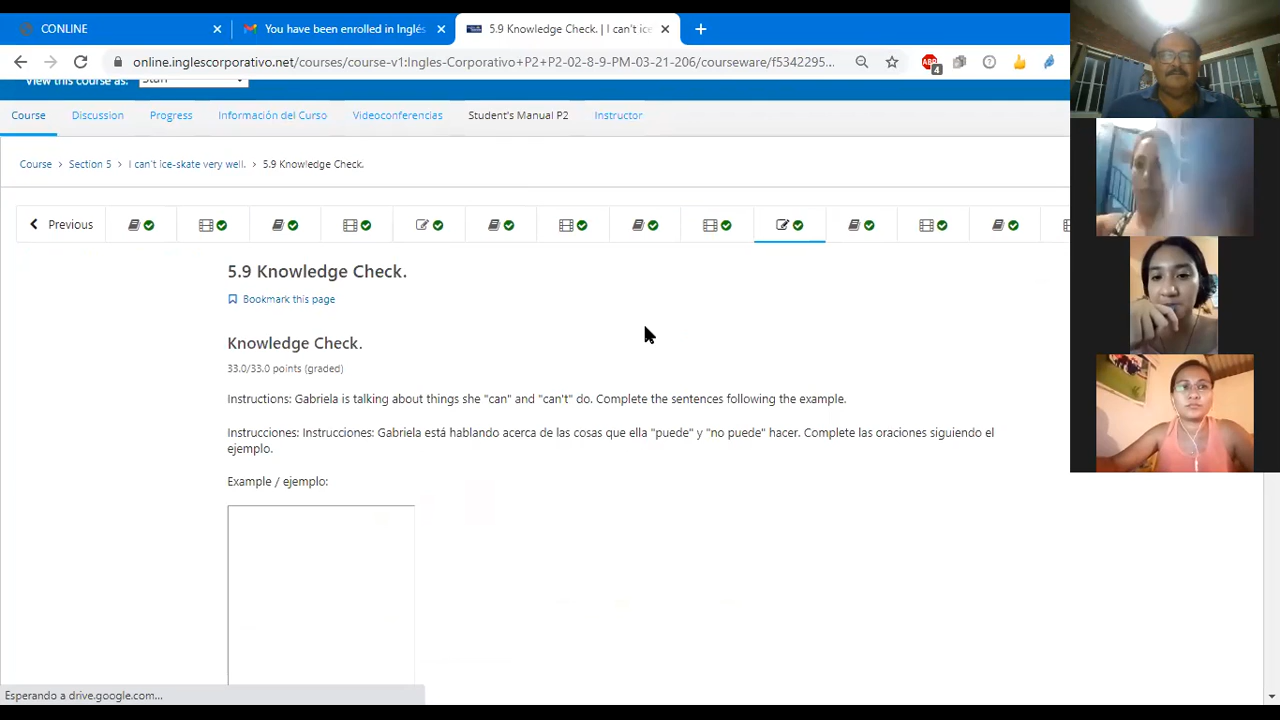 CONLINE
You have been enrolled in Inglés
5.9 Knowledge Check. | I can't ice
online.inglescorporativo.net/courses/course-v1:Ingles-Corporativo+P2+P2-02-8-9-PM-03-21-206/courseware/f5342295...
4
View this course as: Staff
Course Discussion Progress Información del Curso Videoconferencias Student's Manual P2 Instructor
Course > Section 5 > I can't ice-skate very well. > 5.9 Knowledge Check.
Previous
5.9 Knowledge Check.
Bookmark this page
Knowledge Check.
33.0/33.0 points (graded)
Instructions: Gabriela is talking about things she "can" and "can't" do. Complete the sentences following the example.
Instrucciones: Instrucciones: Gabriela está hablando acerca de las cosas que ella "puede" y "no puede" hacer. Complete las oraciones siguiendo el
ejemplo.
Example / ejemplo:
Esperando a drive.google.com...